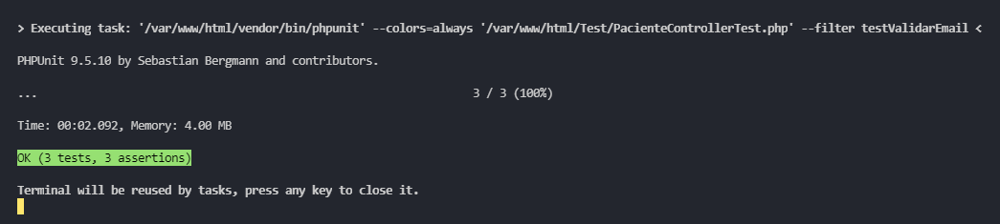 > Executing task: '/var/www/html/vendor/bin/phpunit' --colors=always '/var/www/html/Test/PacienteControllerTest.php' --filter testValidarEmail <
PHPUnit 9.5.10 by Sebastian Bergmann and contributors.
... 3 / 3 (100%)
Time: 00:02.092, Memory: 4.00 MB
OK (3 tests, 3 assertions)
Terminal will be reused by tasks, press any key to close it.